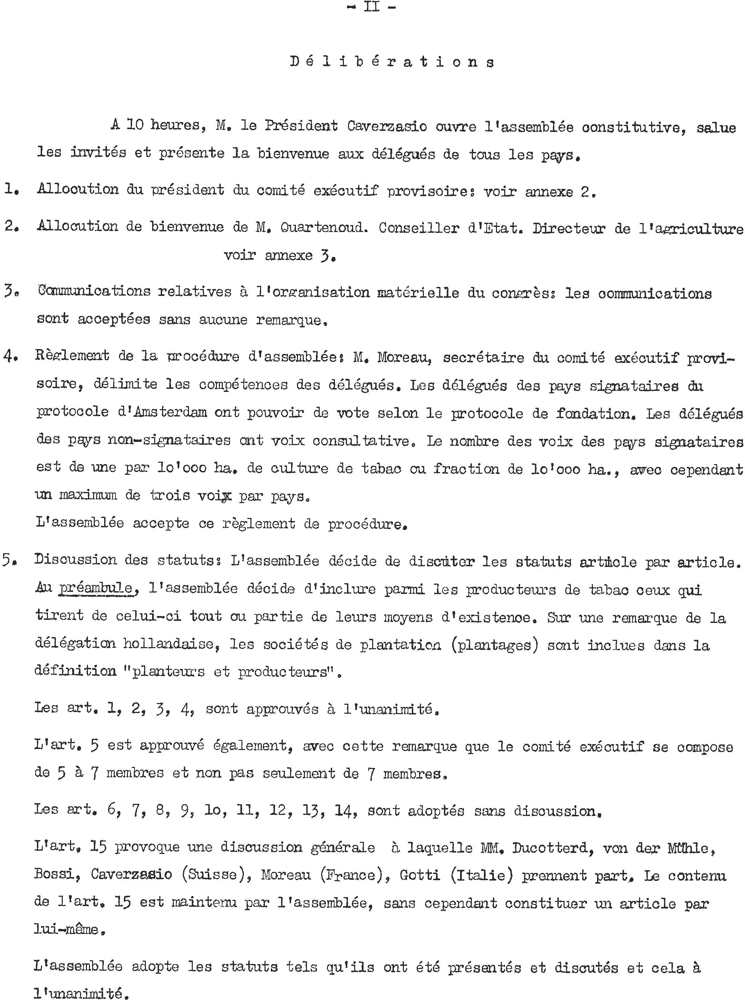 - II -
Délibérations
A 10 heures, M. le Président Caverzasio ouvre l'assemblée constitutive, salue
les invités et présente la bienvenue aux délégués de tous les pays.
1. Allocution du président du comité exécutif provisoire: voir annexe 2.
2. Allocution de bienvenue de M. Quartenoud. Conseiller d'Etat. Directeur de l'agriculture
voir annexe 3.
3. Communications relatives à l'organisation matérielle du congrès: les communications
sont acceptées sans aucune remarque.
4. Règlement de la procédure d'assemblée: M. Moreau, secrétaire du comité exécutif provi-
soire, délimite les compétences des délégués. Les délégués des pays signataires du
protocole d'Amsterdam ont pouvoir de vote selon le protocole de fondation. Les délégués
des pays non-signataires ont voix consultative. Le nombre des voix des pays signataires
est de une par lo'ooo ha. de culture de tabac ou fraction de lo'ooo ha., avec cependant
un maximum de trois voix par pays.
L'assemblée accepte ce règlement de procédure.
5. Discussion des statuts: L'assemblée décide de discuter les statuts article par article.
Au préambule, l'assemblée décide d'inclure parmi les producteurs de tabac ceux qui
tirent de celui-ci tout ou partie de leurs moyens d'existence. Sur une remarque de la
délégation hollandaise, les sociétés de plantation (plantages) sont inclues dans la
définition "planteurs et producteurs".
Les art. 1, 2, 3, 4, sont approuvés à l'unanimité.
L'art. 5 est approuvé également, avec cette remarque que le comité exécutif se compose
de 5 à 7 membres et non pas seulement de 7 membres.
Les art. 6, 7, 8, 9, lo, 11, 12, 13, 14, sont adoptés sans discussion.
L'art. 15 provoque une discussion générale à laquelle MM. Ducotterd, von der Mühle,
Bossi, Caverzasio (Suisse), Moreau (France), Gotti (Italie) prennent part. Le contenu
de l'art. 15 est maintenu par l'assemblée, sans cependant constituer un article par
lui-même.
L'assemblée adopte les statuts tels qu'ils ont été présentés et discutés et cela à
l'unanimité.